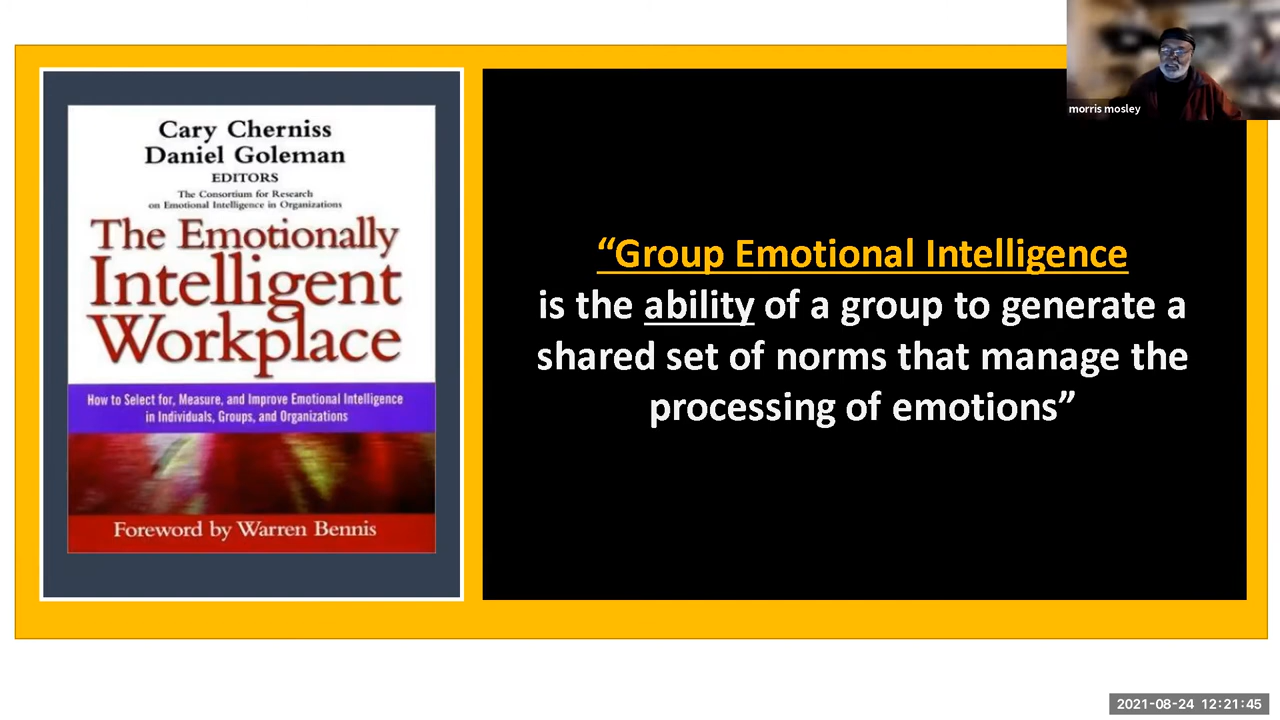 Cary Cherniss
Daniel Goleman
EDITORS
The Consortium for Research
on Emotional Intelligence in Organizations
The Emotionally
Intelligent
Workplace
How to Select for, Measure, and Improve Emotional Intelligence
in Individuals, Groups, and Organizations
Foreword by Warren Bennis
“Group Emotional Intelligence
is the ability of a group to generate a
shared set of norms that manage the
processing of emotions”
morris mosley
2021-08-24 12:21:45